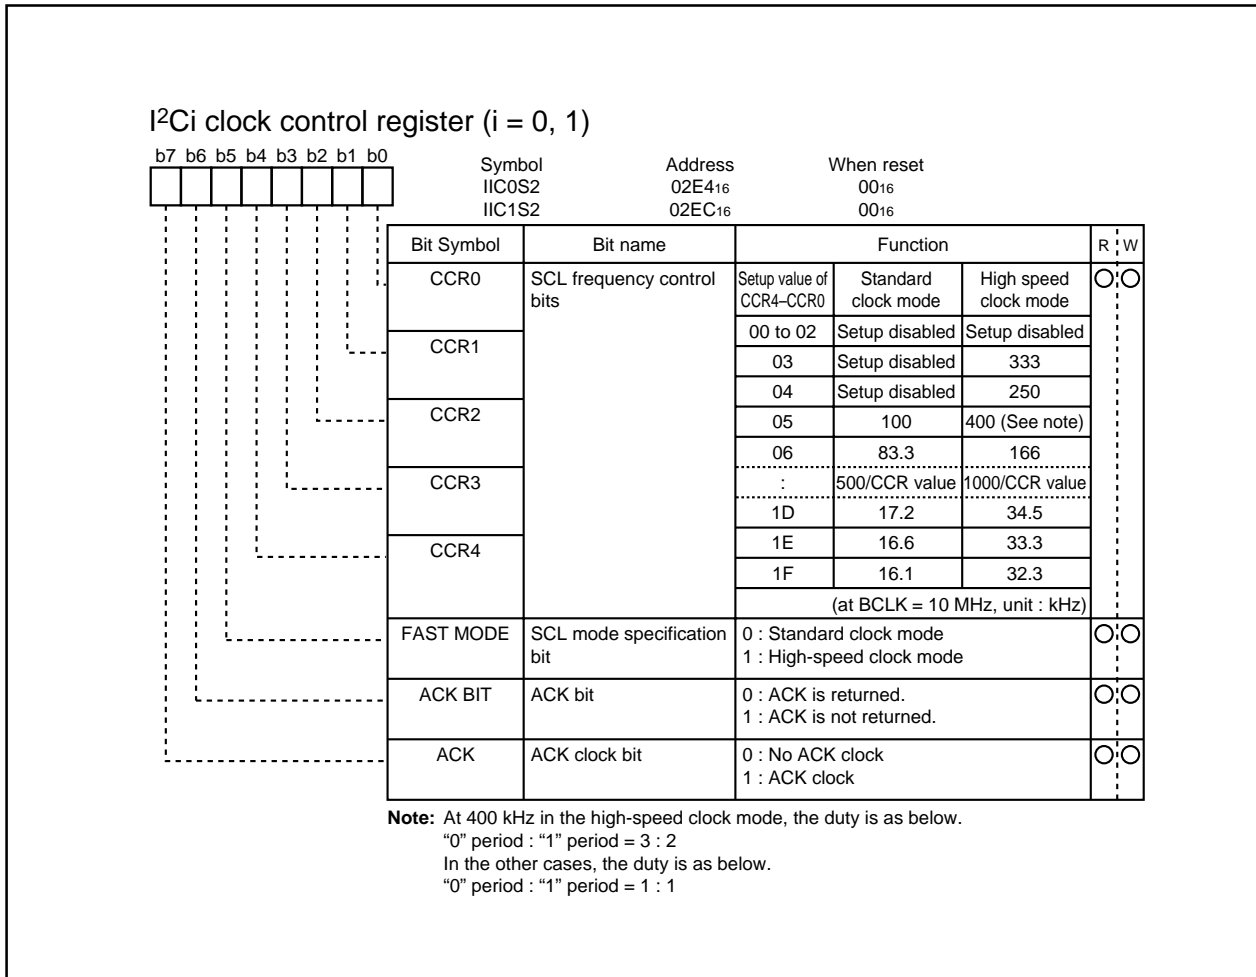 I2Ci clock control register (i = 0, 1)
b7 b6 b5 b4 b3 b2 b1 b0
Symbol Address When reset
IIC0S2 02E416 0016
IIC1S2 02EC16 0016
Bit Symbol Bit name Function R W
CCR0 SCL frequency control bits Setup value of CCR4–CCR0 Standard clock mode High speed clock mode
00 to 02 Setup disabled Setup disabled
CCR1
03 Setup disabled 333
04 Setup disabled 250
CCR2
05 100 400 (See note)
06 83.3 166
CCR3
: 500/CCR value 1000/CCR value
1D 17.2 34.5
CCR4
1E 16.6 33.3
1F 16.1 32.3
(at BCLK = 10 MHz, unit : kHz)
FAST MODE SCL mode specification bit 0 : Standard clock mode
1 : High-speed clock mode
ACK BIT ACK bit 0 : ACK is returned.
1 : ACK is not returned.
ACK ACK clock bit 0 : No ACK clock
1 : ACK clock
Note: At 400 kHz in the high-speed clock mode, the duty is as below.
“0” period : “1” period = 3 : 2
In the other cases, the duty is as below.
“0” period : “1” period = 1 : 1